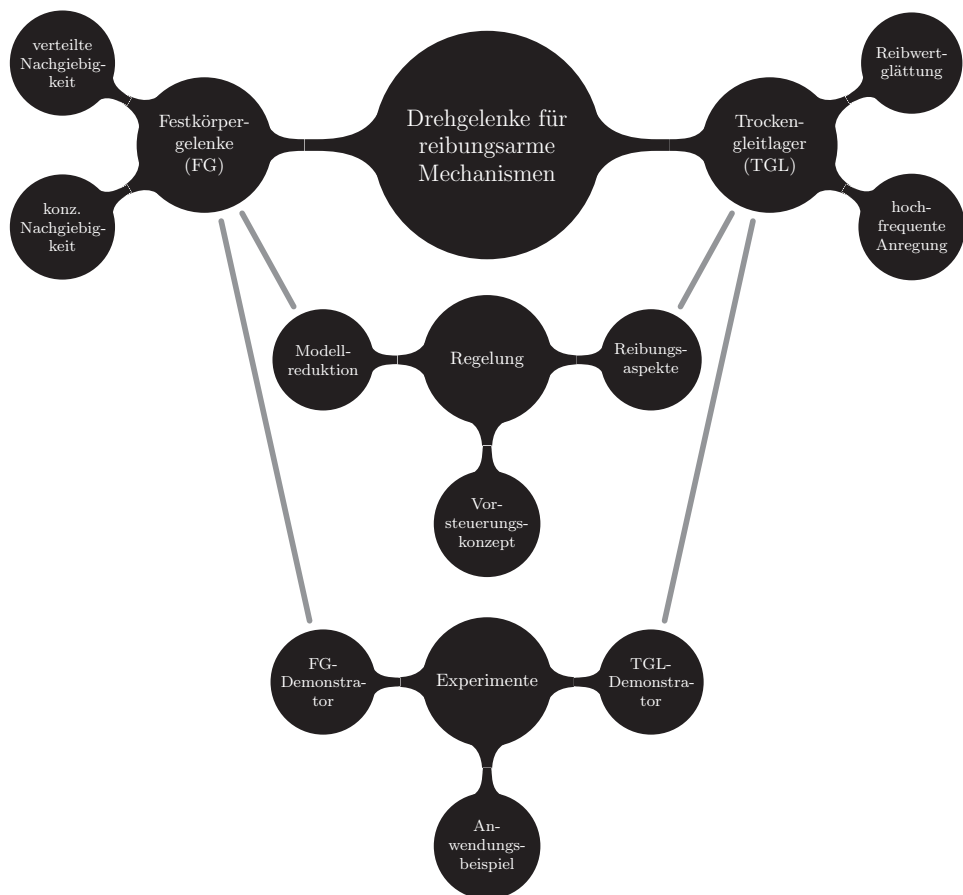 verteilte
Nachgiebig-
keit
Festkörper-
gelenke
(FG)
konz.
Nachgiebig-
keit
Drehgelenke für
reibungsarme
Mechanismen
Trocken-
gleitlager
(TGL)
Reibwert-
glättung
hoch-
frequente
Anregung
Modell-
reduktion
Regelung
Reibungs-
aspekte
Vor-
steuerungs-
konzept
FG-
Demonstra-
tor
Experimente
TGL-
Demonstra-
tor
An-
wendungs-
beispiel